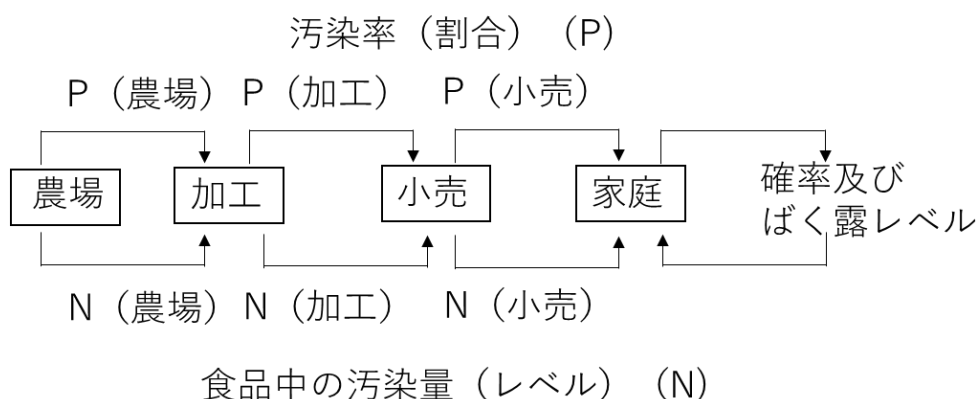 汚染率（割合）（P）
P（農場） P（加工） P（小売）
農場 加工 小売 家庭 確率及び
ばく露レベル
N（農場） N（加工） N（小売）
食品中の汚染量（レベル）（N）